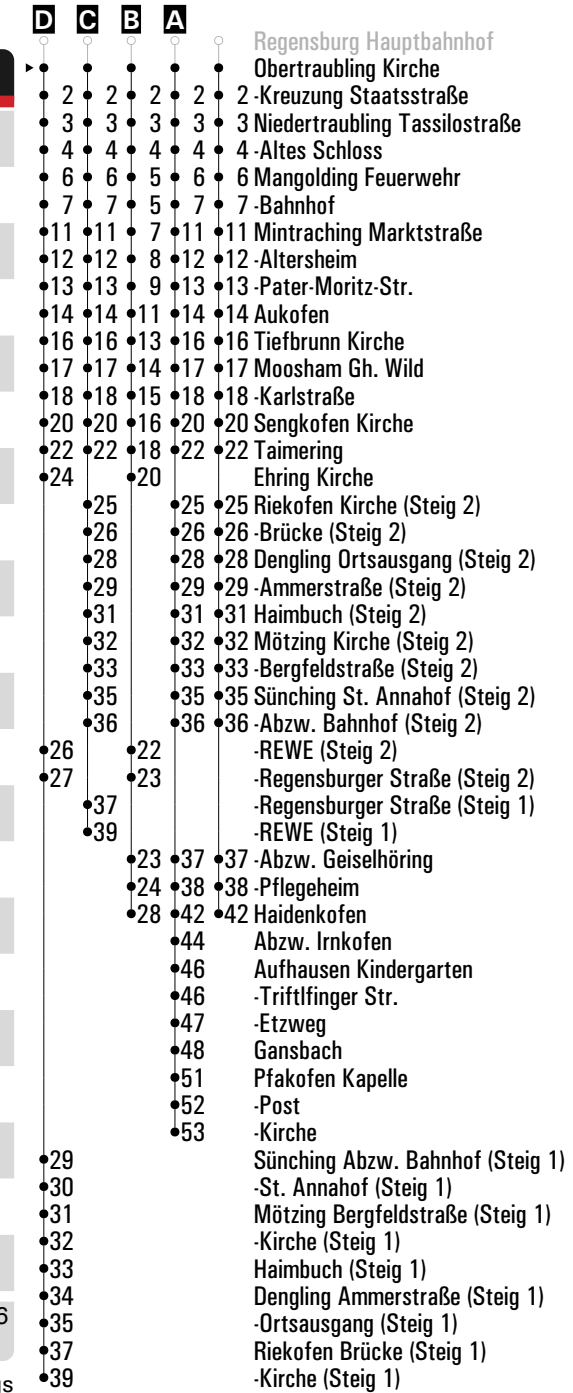 D C B A
Regensburg Hauptbahnhof
Obertraubling Kirche
2 2 2 2 2 -Kreuzung Staatsstraße
3 3 3 3 3 Niedertraubling Tassilostraße
4 4 4 4 4 -Altes Schloss
6 6 5 6 6 Mangolding Feuerwehr
7 7 5 7 7 -Bahnhof
11 11 7 11 11 Mintraching Marktstraße
12 12 8 12 12 -Altersheim
13 13 9 13 13 -Pater-Moritz-Str.
14 14 11 14 14 Aukofen
16 16 13 16 16 Tiefbrunn Kirche
17 17 14 17 17 Moosham Gh. Wild
18 18 15 18 18 -Karlstraße
20 20 16 20 20 Sengkofen Kirche
22 22 18 22 22 Taimering
24 20 Ehring Kirche
25 25 25 Riekofen Kirche (Steig 2)
26 26 26 -Brücke (Steig 2)
28 28 28 Dengling Ortsausgang (Steig 2)
29 29 29 -Ammerstraße (Steig 2)
31 31 31 Haimbuch (Steig 2)
32 32 32 Mötzing Kirche (Steig 2)
33 33 33 -Bergfeldstraße (Steig 2)
35 35 35 Sünching St. Annahof (Steig 2)
36 36 36 -Abzw. Bahnhof (Steig 2)
26 22 -REWE (Steig 2)
27 23 -Regensburger Straße (Steig 2)
37 -Regensburger Straße (Steig 1)
39 -REWE (Steig 1)
23 37 37 -Abzw. Geiselhöring
24 38 38 -Pflegeheim
28 42 42 Haidenkofen
44 Abzw. Irnkofen
46 Aufhausen Kindergarten
46 -Triftlfinger Str.
47 -Etzweg
48 Gansbach
51 Pfakofen Kapelle
52 -Post
53 -Kirche
29 Sünching Abzw. Bahnhof (Steig 1)
30 -St. Annahof (Steig 1)
31 Mötzing Bergfeldstraße (Steig 1)
32 -Kirche (Steig 1)
33 Haimbuch (Steig 1)
34 Dengling Ammerstraße (Steig 1)
6 35 -Ortsausgang (Steig 1)
37 Riekofen Brücke (Steig 1)
39 -Kirche (Steig 1)